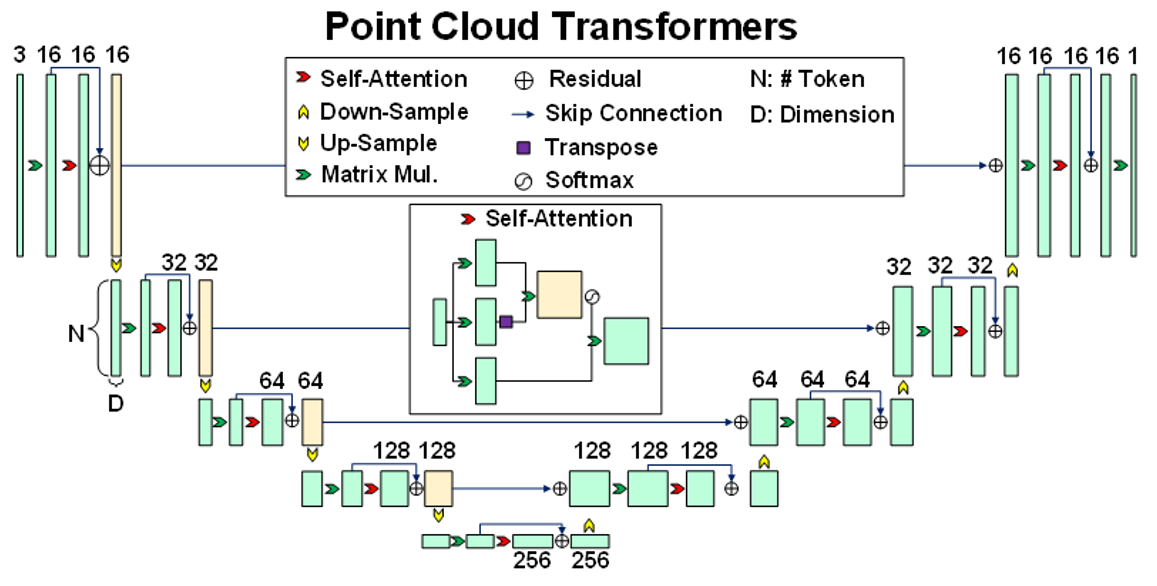 Point Cloud Transformers
3 16 16 16
Self-Attention
Down-Sample
Up-Sample
Matrix Mul.
Residual
Skip Connection
Transpose
Softmax
N: # Token
D: Dimension
16 16 16 16 1
Self-Attention
32 32
N
D
32 32 32
64 64
64 64 64
128 128
128 128 128
256 256